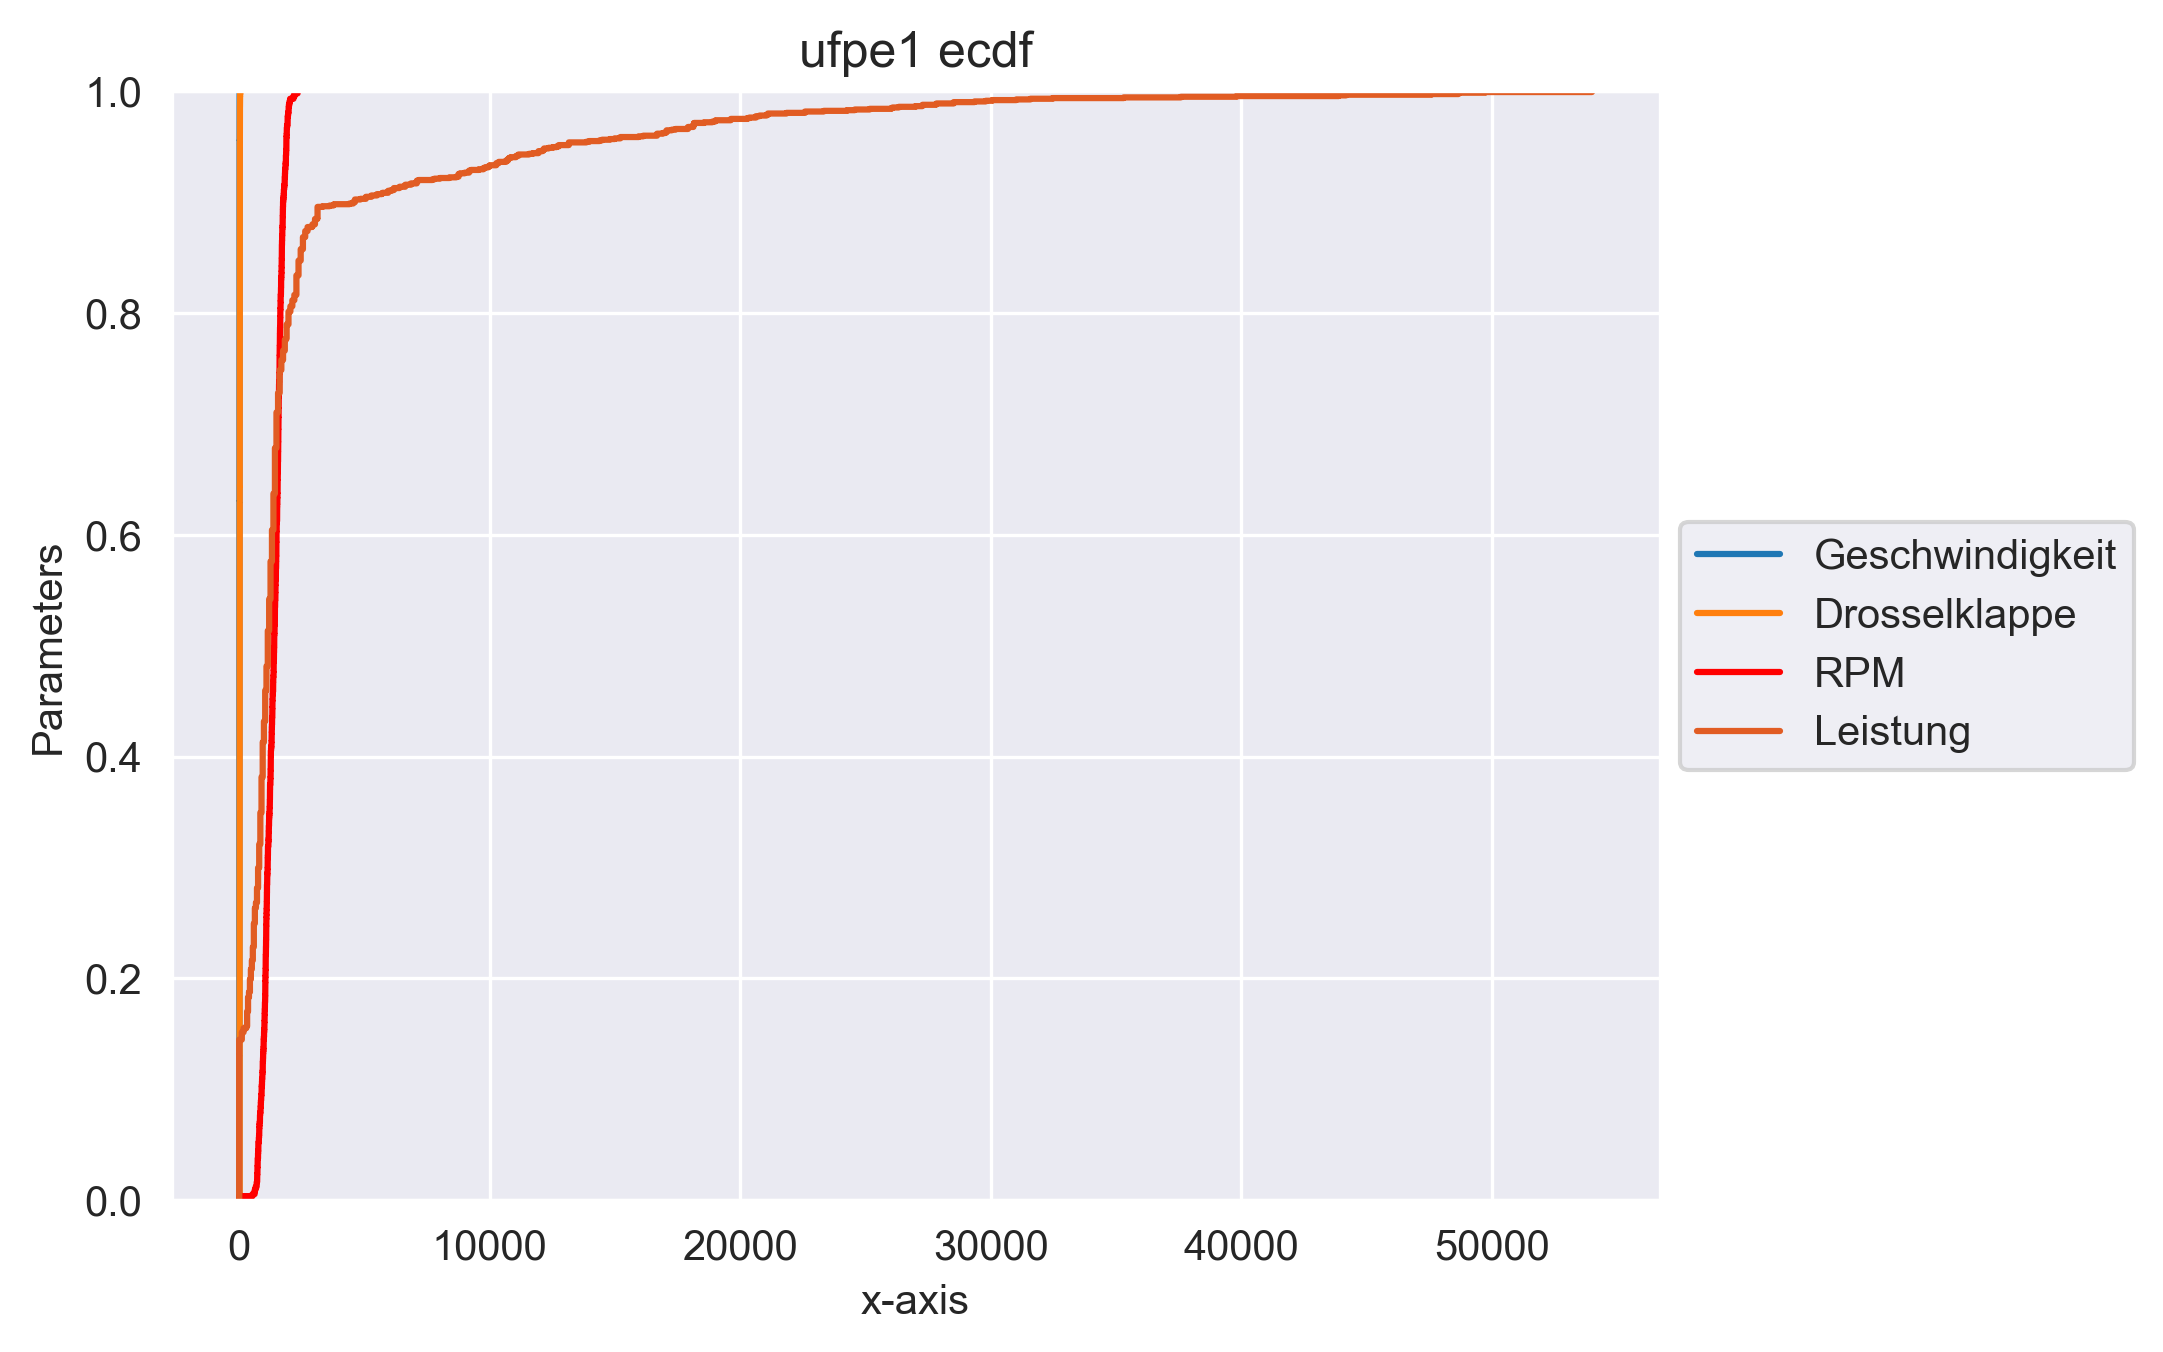 ufpe1 ecdf
1.0
0.8
0.6
0.4
0.2
0.0
Parameters
0 10000 20000 30000 40000 50000
x-axis
Geschwindigkeit
Drosselklappe
RPM
Leistung